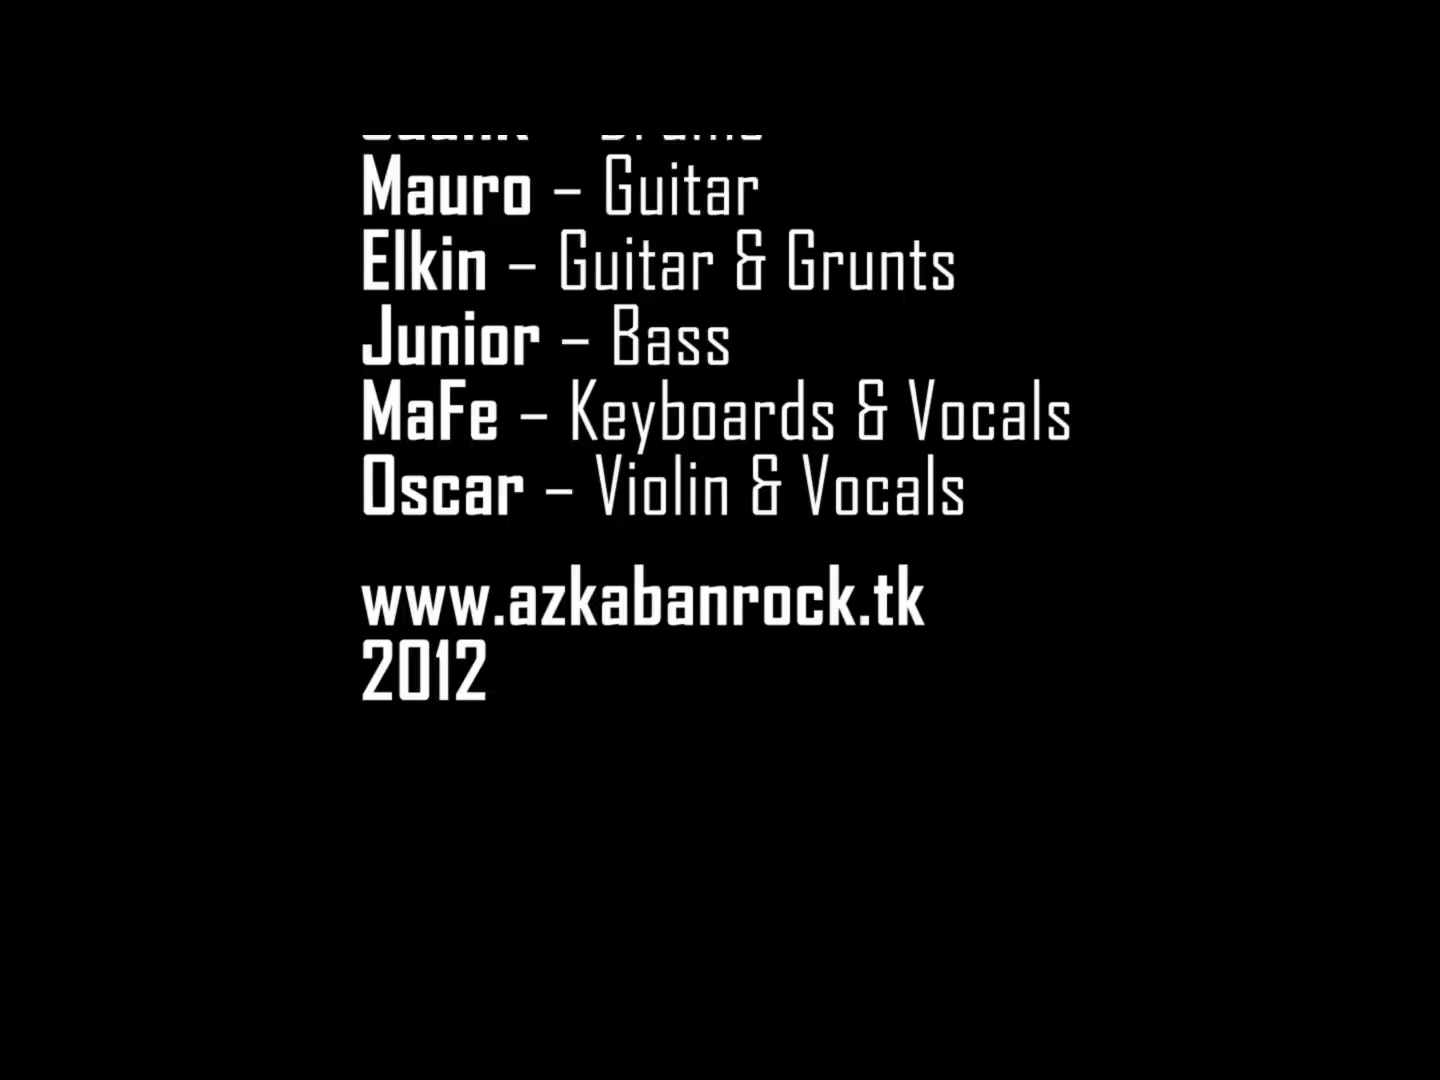 Mauro – Guitar
Elkin – Guitar & Grunts
Junior – Bass
MaFe – Keyboards & Vocals
Oscar – Violin & Vocals
www.azkabanrock.tk
2012